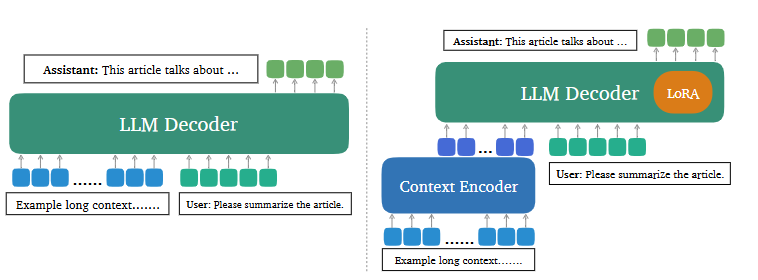 Assistant: This article talks about ...
LLM Decoder
......
Example long context.......
User: Please summarize the article.
Assistant: This article talks about ...
LLM Decoder
LoRA
...
Context Encoder
User: Please summarize the article.
......
Example long context.......